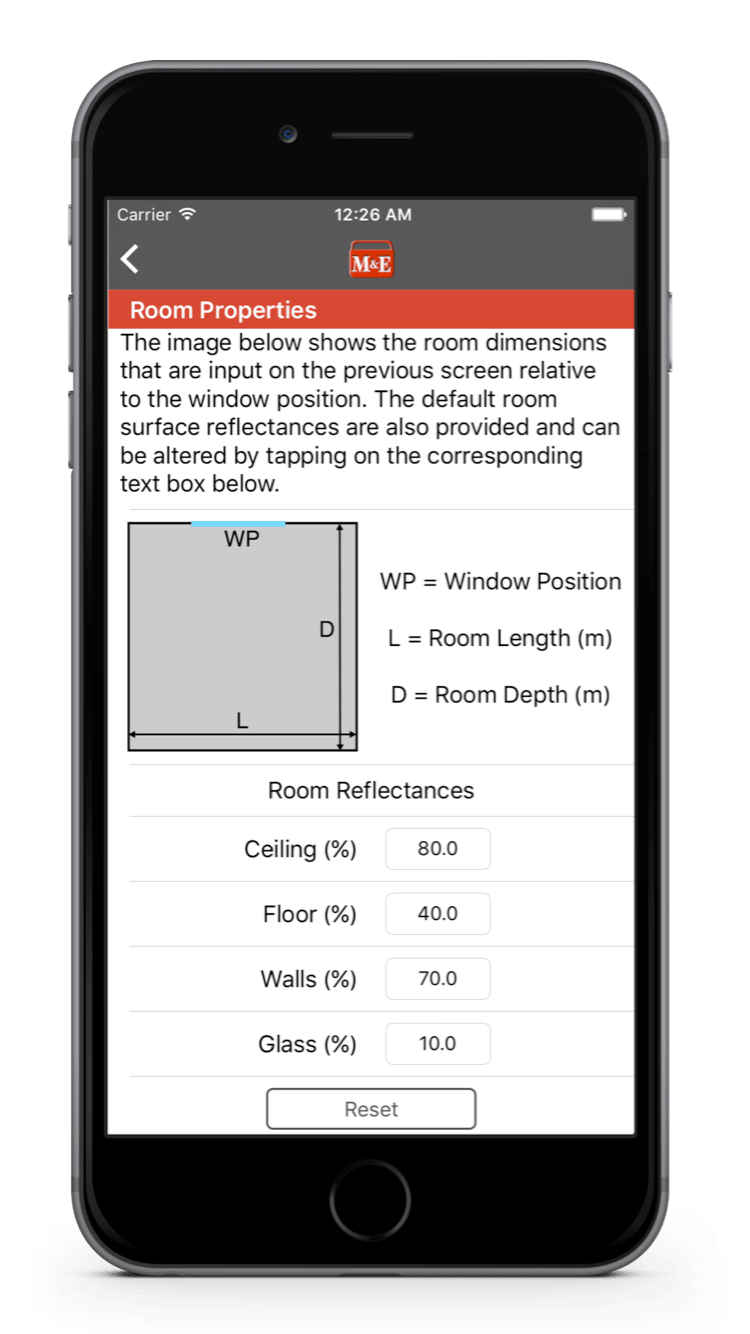 Carrier 12:26 AM
M&E
Room Properties
The image below shows the room dimensions
that are input on the previous screen relative
to the window position. The default room
surface reflectances are also provided and can
be altered by tapping on the corresponding
text box below.
WP
WP = Window Position
D
L = Room Length (m)
D = Room Depth (m)
L
Room Reflectances
Ceiling (%) 80.0
Floor (%) 40.0
Walls (%) 70.0
Glass (%) 10.0
Reset